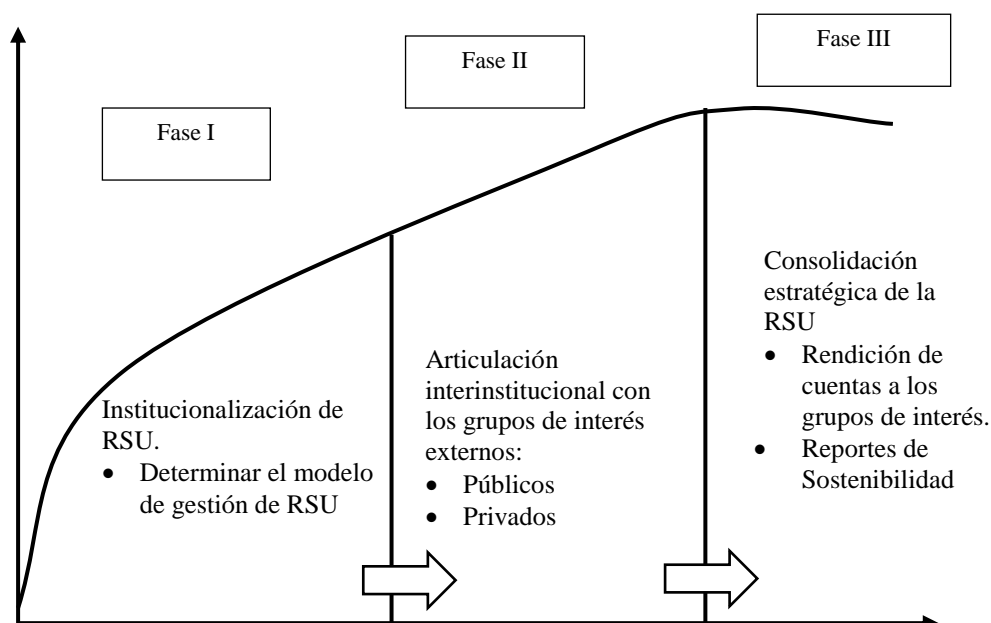 Fase I
Fase II
Fase III
Institucionalización de
RSU.
• Determinar el modelo
de gestión de RSU
Articulación
interinstitucional con
los grupos de interés
externos:
• Públicos
• Privados
Consolidación
estratégica de la
RSU
• Rendición de
cuentas a los
grupos de interés.
• Reportes de
Sostenibilidad